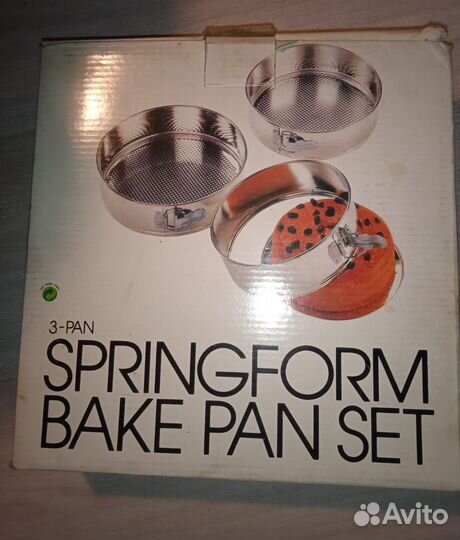 3-PAN
SPRINGFORM
BAKE PAN SET
Avito